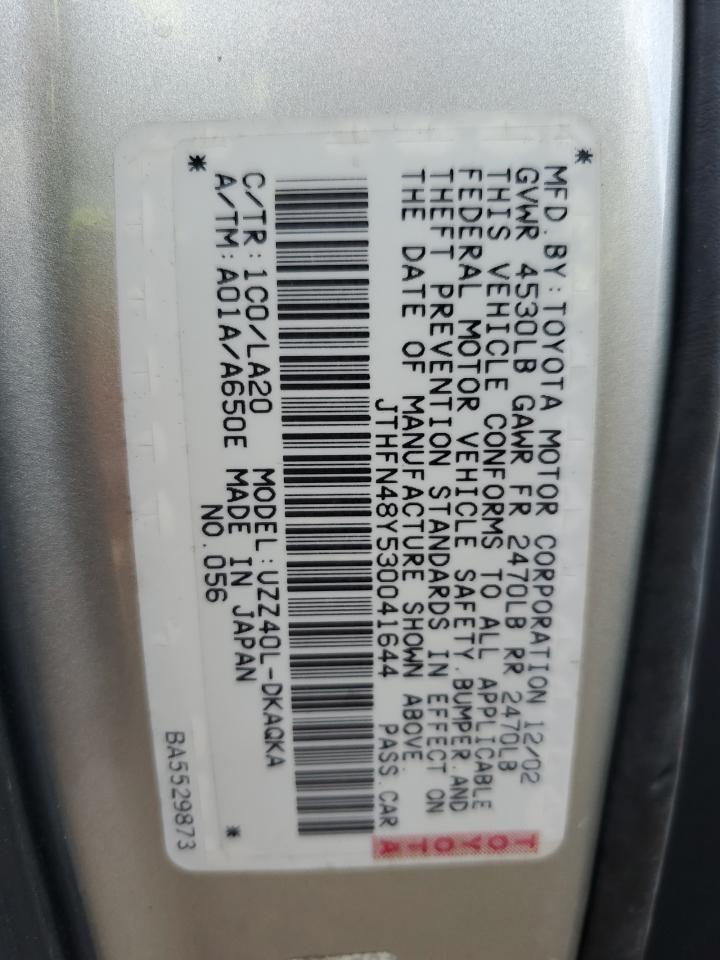 MFD. BY: TOYOTA MOTOR CORPORATION 12/02
GVWR 4530LB GAWR FR 2470LB RR 2470LB
THIS VEHICLE CONFORMS TO ALL APPLICABLE
FEDERAL MOTOR VEHICLE SAFETY, BUMPER, AND
THEFT PREVENTION STANDARDS IN EFFECT ON
THE DATE OF MANUFACTURE SHOWN ABOVE.
JTHFN48Y530041644 PASS.CAR
TOYOTA
C/TR: 1C0/LA20 MODEL: UZZ40L-DKAQKA
A/TM: A01A/A650E MADE IN JAPAN
NO.056
BA5529873